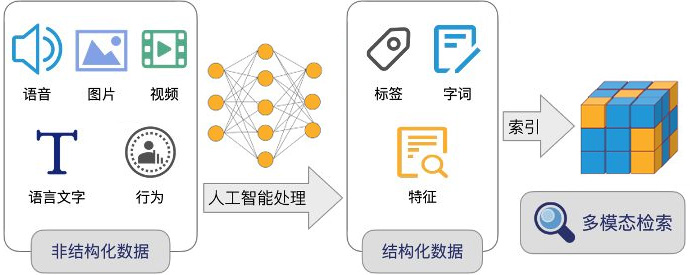 语音 图片 视频
T
语言文字 行为
非结构化数据
人工智能处理
标签 字词
特征
结构化数据
索引
多模态检索